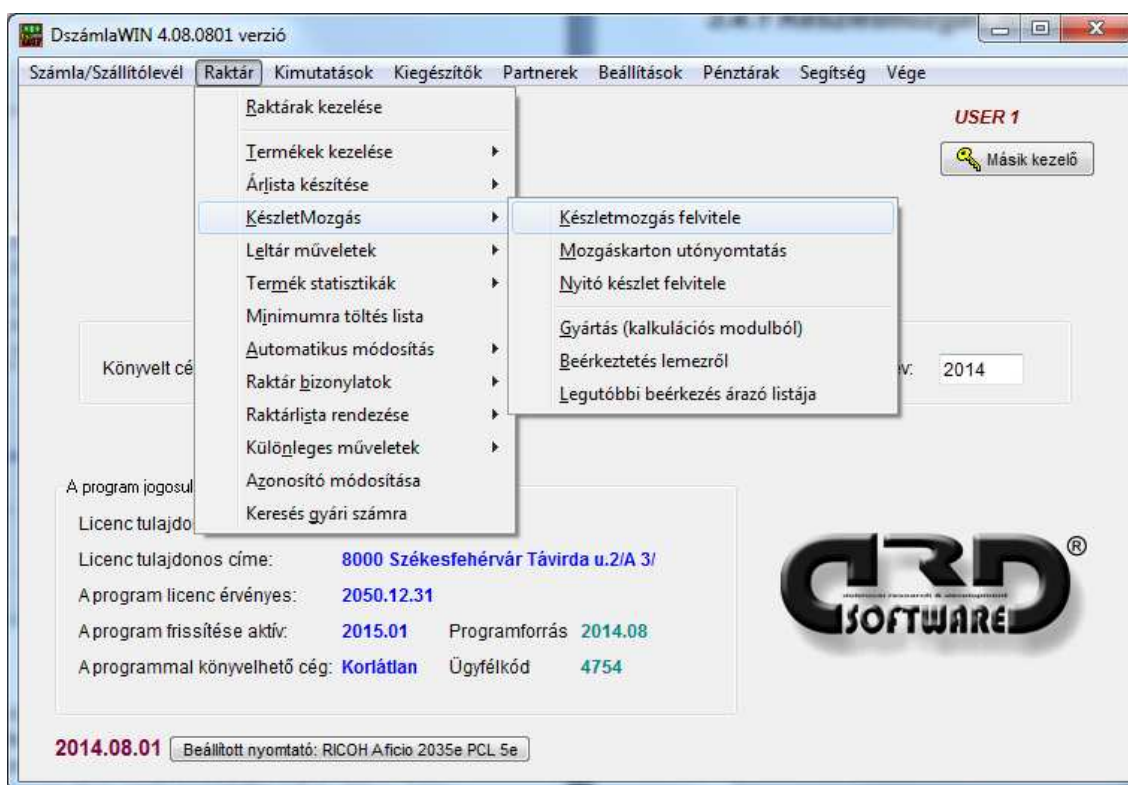 DszámlaWIN 4.08.0801 verzió
Számla/Szállítólevél Raktár Kimutatások Kiegészítők Partnerek Beállítások Pénztárak Segítség Vége
Raktárak kezelése
USER 1
Termékek kezelése
Másik kezelő
Árlista készítése
KészletMozgás
Készletmozgás felvitele
Leltár műveletek
Mozgáskarton utónyomtatás
Termék statisztikák
Nyitó készlet felvitele
Minimumra töltés lista
Gyártás (kalkulációs modulból)
Automatikus módosítás
Könyvelt cé
Beérkeztetés lemezről
év:
2014
Raktár bizonylatok
Legutóbbi beérkezés árazó listája
Raktárlista rendezése
Különleges műveletek
A program jogosul
Azonosító módosítása
Licenc tulajdo
Keresés gyári számra
Licenc tulajdonos címe: 8000 Székesfehérvár Távirda u.2/A 3/
A program licenc érvényes: 2050.12.31
A program frissítése aktív: 2015.01 Programforrás 2014.08
A programmal könyvelhető cég: Korlátlan Ügyfélkód 4754
DRD ®
SOFTWARE
2014.08.01 Beállított nyomtató: RICOH Aficio 2035e PCL 5e